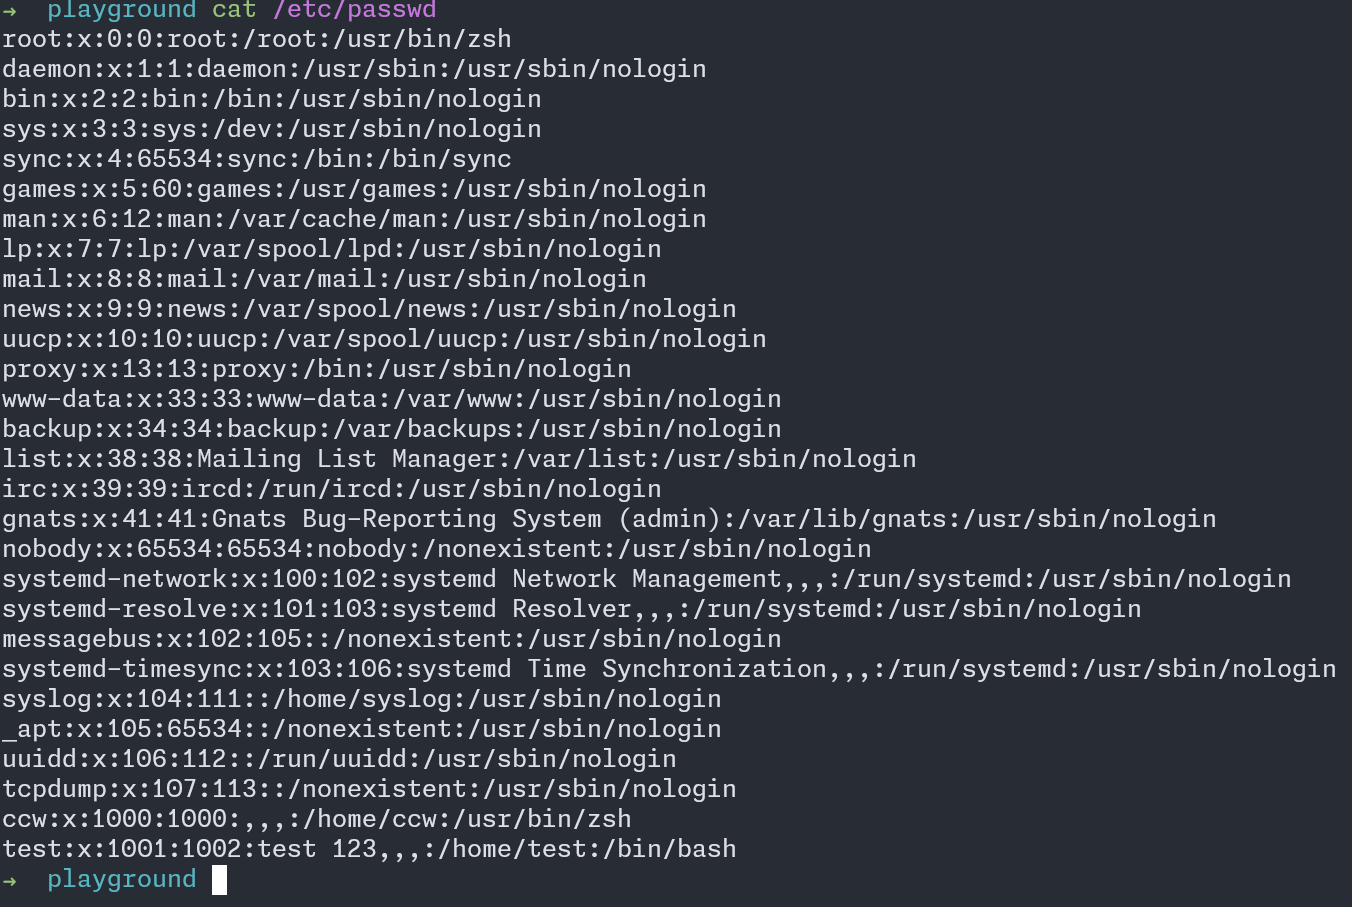 →  playground cat /etc/passwd
root:x:0:0:root:/root:/usr/bin/zsh
daemon:x:1:1:daemon:/usr/sbin:/usr/sbin/nologin
bin:x:2:2:bin:/bin:/usr/sbin/nologin
sys:x:3:3:sys:/dev:/usr/sbin/nologin
sync:x:4:65534:sync:/bin:/bin/sync
games:x:5:60:games:/usr/games:/usr/sbin/nologin
man:x:6:12:man:/var/cache/man:/usr/sbin/nologin
lp:x:7:7:lp:/var/spool/lpd:/usr/sbin/nologin
mail:x:8:8:mail:/var/mail:/usr/sbin/nologin
news:x:9:9:news:/var/spool/news:/usr/sbin/nologin
uucp:x:10:10:uucp:/var/spool/uucp:/usr/sbin/nologin
proxy:x:13:13:proxy:/bin:/usr/sbin/nologin
www-data:x:33:33:www-data:/var/www:/usr/sbin/nologin
backup:x:34:34:backup:/var/backups:/usr/sbin/nologin
list:x:38:38:Mailing List Manager:/var/list:/usr/sbin/nologin
irc:x:39:39:ircd:/run/ircd:/usr/sbin/nologin
gnats:x:41:41:Gnats Bug-Reporting System (admin):/var/lib/gnats:/usr/sbin/nologin
nobody:x:65534:65534:nobody:/nonexistent:/usr/sbin/nologin
systemd-network:x:100:102:systemd Network Management,,,:/run/systemd:/usr/sbin/nologin
systemd-resolve:x:101:103:systemd Resolver,,,:/run/systemd:/usr/sbin/nologin
messagebus:x:102:105::/nonexistent:/usr/sbin/nologin
systemd-timesync:x:103:106:systemd Time Synchronization,,,:/run/systemd:/usr/sbin/nologin
syslog:x:104:111::/home/syslog:/usr/sbin/nologin
_apt:x:105:65534::/nonexistent:/usr/sbin/nologin
uuidd:x:106:112::/run/uuidd:/usr/sbin/nologin
tcpdump:x:107:113::/nonexistent:/usr/sbin/nologin
ccw:x:1000:1000:,,,:/home/ccw:/usr/bin/zsh
test:x:1001:1002:test 123,,,:/home/test:/bin/bash
→  playground